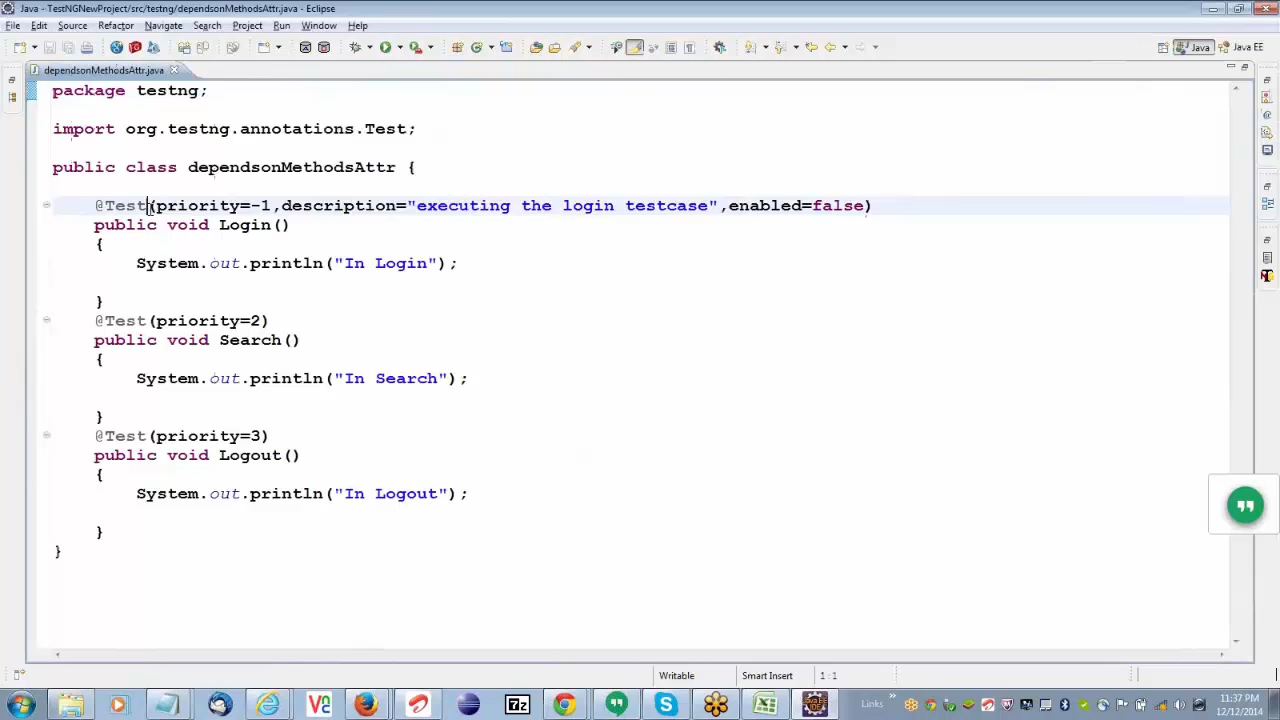 Java - TestNGNewProject/src/testng/dependsonMethodsAttr.java - Eclipse
File Edit Source Refactor Navigate Search Project Run Window Help
Java Java EE
dependsonMethodsAttr.java
package testng;
import org.testng.annotations.Test;
public class dependsonMethodsAttr {
@Test(priority=-1,description="executing the login testcase",enabled=false)
public void Login()
{
System.out.println("In Login");
}
@Test(priority=2)
public void Search()
{
System.out.println("In Search");
}
@Test(priority=3)
public void Logout()
{
System.out.println("In Logout");
}
}
Writable Smart Insert 1 : 1
7z
Links
11:37 PM
12/12/2014